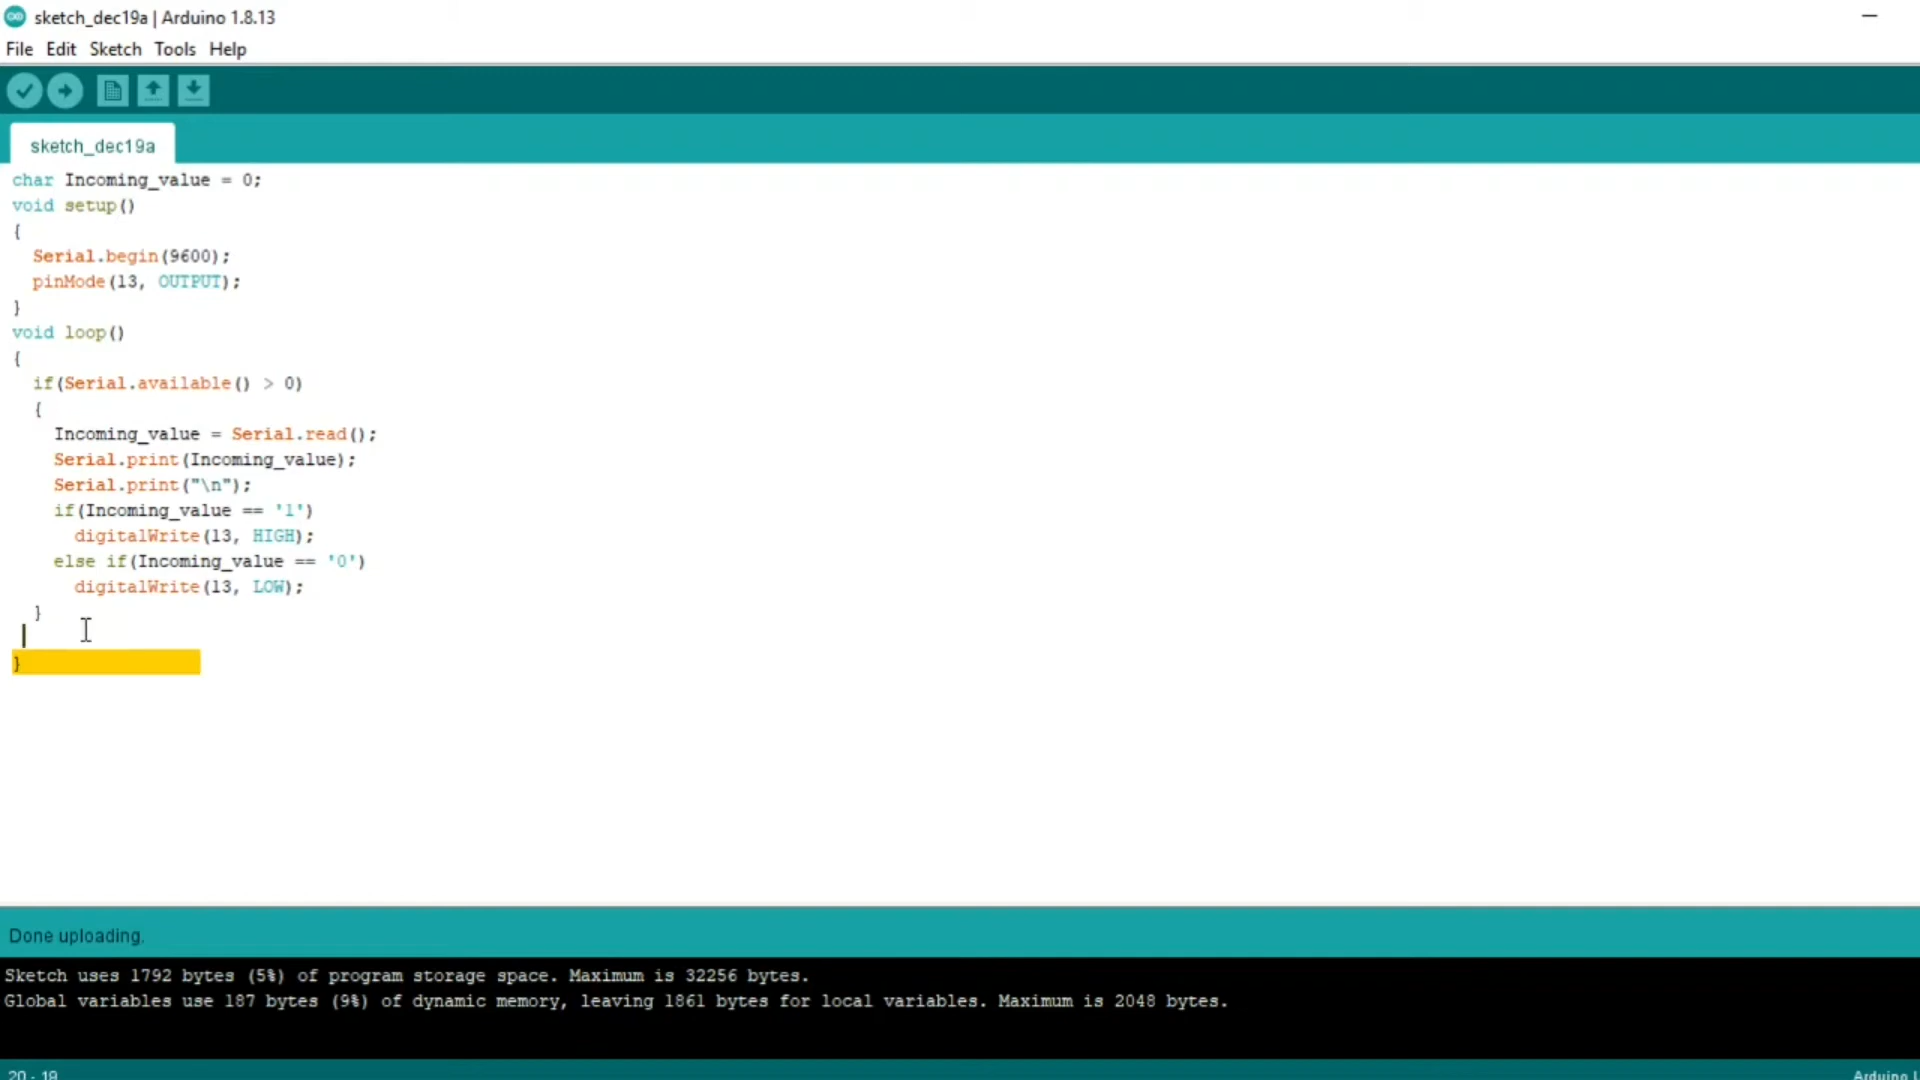 sketch_dec19a | Arduino 1.8.13
File Edit Sketch Tools Help
sketch_dec19a
char Incoming_value = 0;
void setup()
{
  Serial.begin(9600);
  pinMode(13, OUTPUT);
}
void loop()
{
  if(Serial.available() > 0)
  {
    Incoming_value = Serial.read();
    Serial.print(Incoming_value);
    Serial.print("\n");
    if(Incoming_value == '1')
      digitalWrite(13, HIGH);
    else if(Incoming_value == '0')
      digitalWrite(13, LOW);
  }
}
Done uploading.
Sketch uses 1792 bytes (5%) of program storage space. Maximum is 32256 bytes.
Global variables use 187 bytes (9%) of dynamic memory, leaving 1861 bytes for local variables. Maximum is 2048 bytes.
Arduino